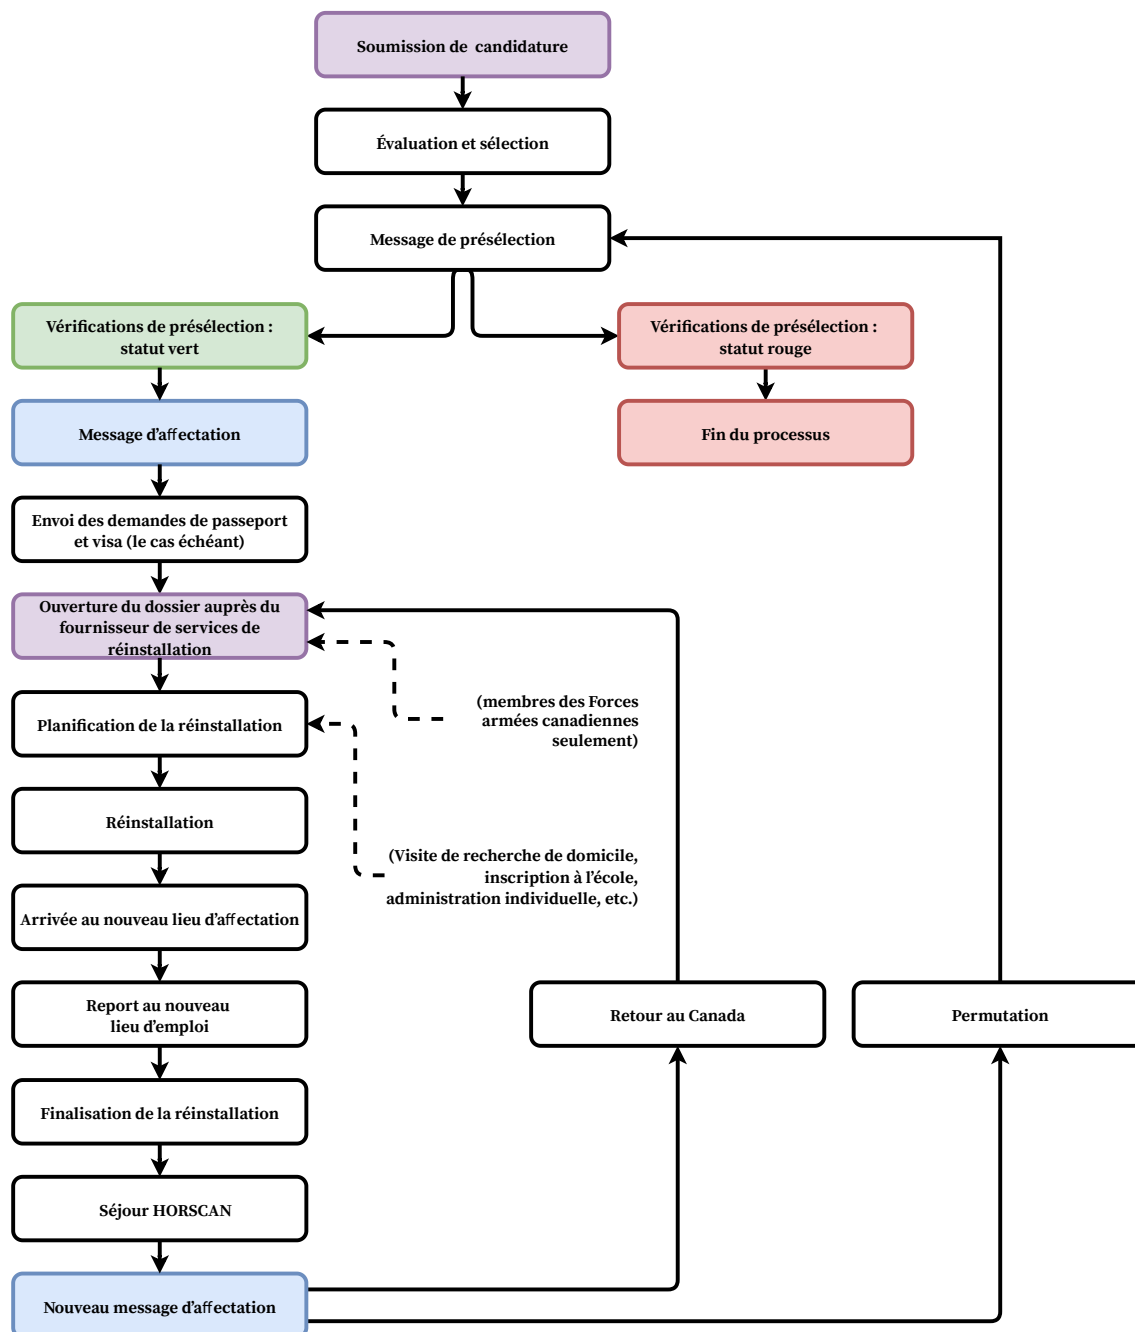 Soumission de candidature
Évaluation et sélection
Message de présélection
Vérifications de présélection :
statut vert
Vérifications de présélection :
statut rouge
Message d'affectation
Fin du processus
Envoi des demandes de passeport
et visa (le cas échéant)
Ouverture du dossier auprès du
fournisseur de services de
réinstallation
(membres des Forces
armées canadiennes
seulement)
Planification de la réinstallation
Réinstallation
(Visite de recherche de domicile,
inscription à l'école,
administration individuelle, etc.)
Arrivée au nouveau lieu d'affectation
Report au nouveau
lieu d'emploi
Retour au Canada
Permutation
Finalisation de la réinstallation
Séjour HORSCAN
Nouveau message d'affectation